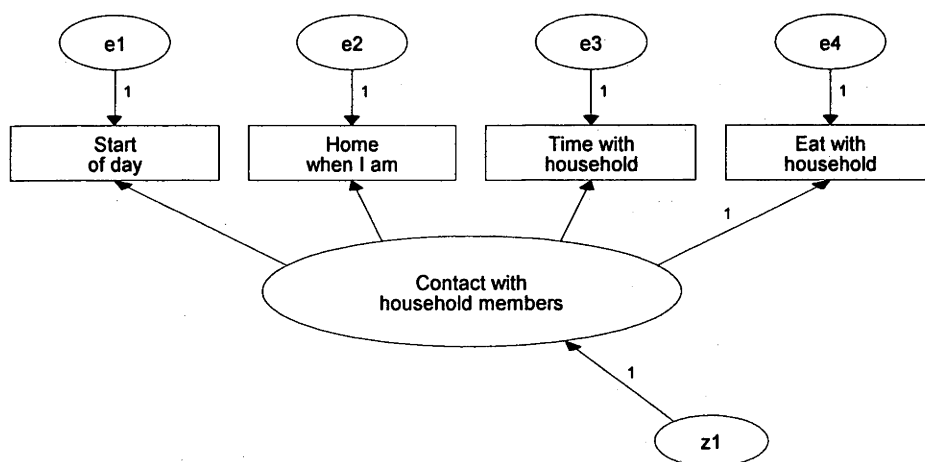 e1
e2
e3
e4
1
1
1
1
Start
of day
Home
when I am
Time with
household
Eat with
household
1
Contact with
household members
1
z1